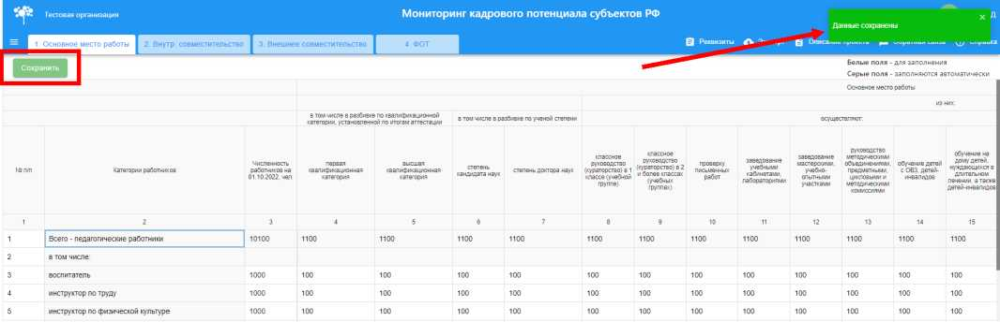 Тестовая организация
Мониторинг кадрового потенциала субъектов РФ
Данные сохранены
1 Основное место работы
2. Внутр. совместительство
3. Внешнее совместительство
4 ФОТ
Реквизиты
Описание проекта
Обратная связь
Справка
Сохранить
Белые поля - для заполнения
Серые поля - заполняются автоматически
Основное место работы
из них:
в том числе в разбивке по квалификационной
категории, установленной по итогам аттестации
в том числе в разбивке по ученой степени
осуществляют:
№ п/п
Категории работников
Численность
работников на
01.10.2022, чел.
первая
квалификационная
категория
высшая
квалификационная
категория
степень
кандидата наук
степень доктора наук
классное
руководство
(кураторство) в 1
классе (учебной
группе)
классное
руководство
(кураторство) в 2
и более классах
(учебных
группах)
проверку
письменных
работ
заведование
учебными
кабинетами,
лабораториями
заведование
мастерскими,
учебно-
опытными
участками
руководство
методическими
объединениями,
предметными,
цикловыми и
методическими
комиссиями
обучение детей
с ОВЗ, детей-
инвалидов
обучение на
дому детей,
нуждающихся в
длительном
лечении, а также
детей-инвалидов
1 2 3 4 5 6 7 8 9 10 11 12 13 14 15
1 Всего - педагогические работники 10100 1100 1100 1100 1100 1100 1100 1100 1100 1100 1100 1100 1100
2 в том числе:
3 воспитатель 1000 100 100 100 100 100 100 100 100 100 100 100 100
4 инструктор по труду 1000 100 100 100 100 100 100 100 100 100 100 100 100
5 инструктор по физической культуре 1000 100 100 100 100 100 100 100 100 100 100 100 100